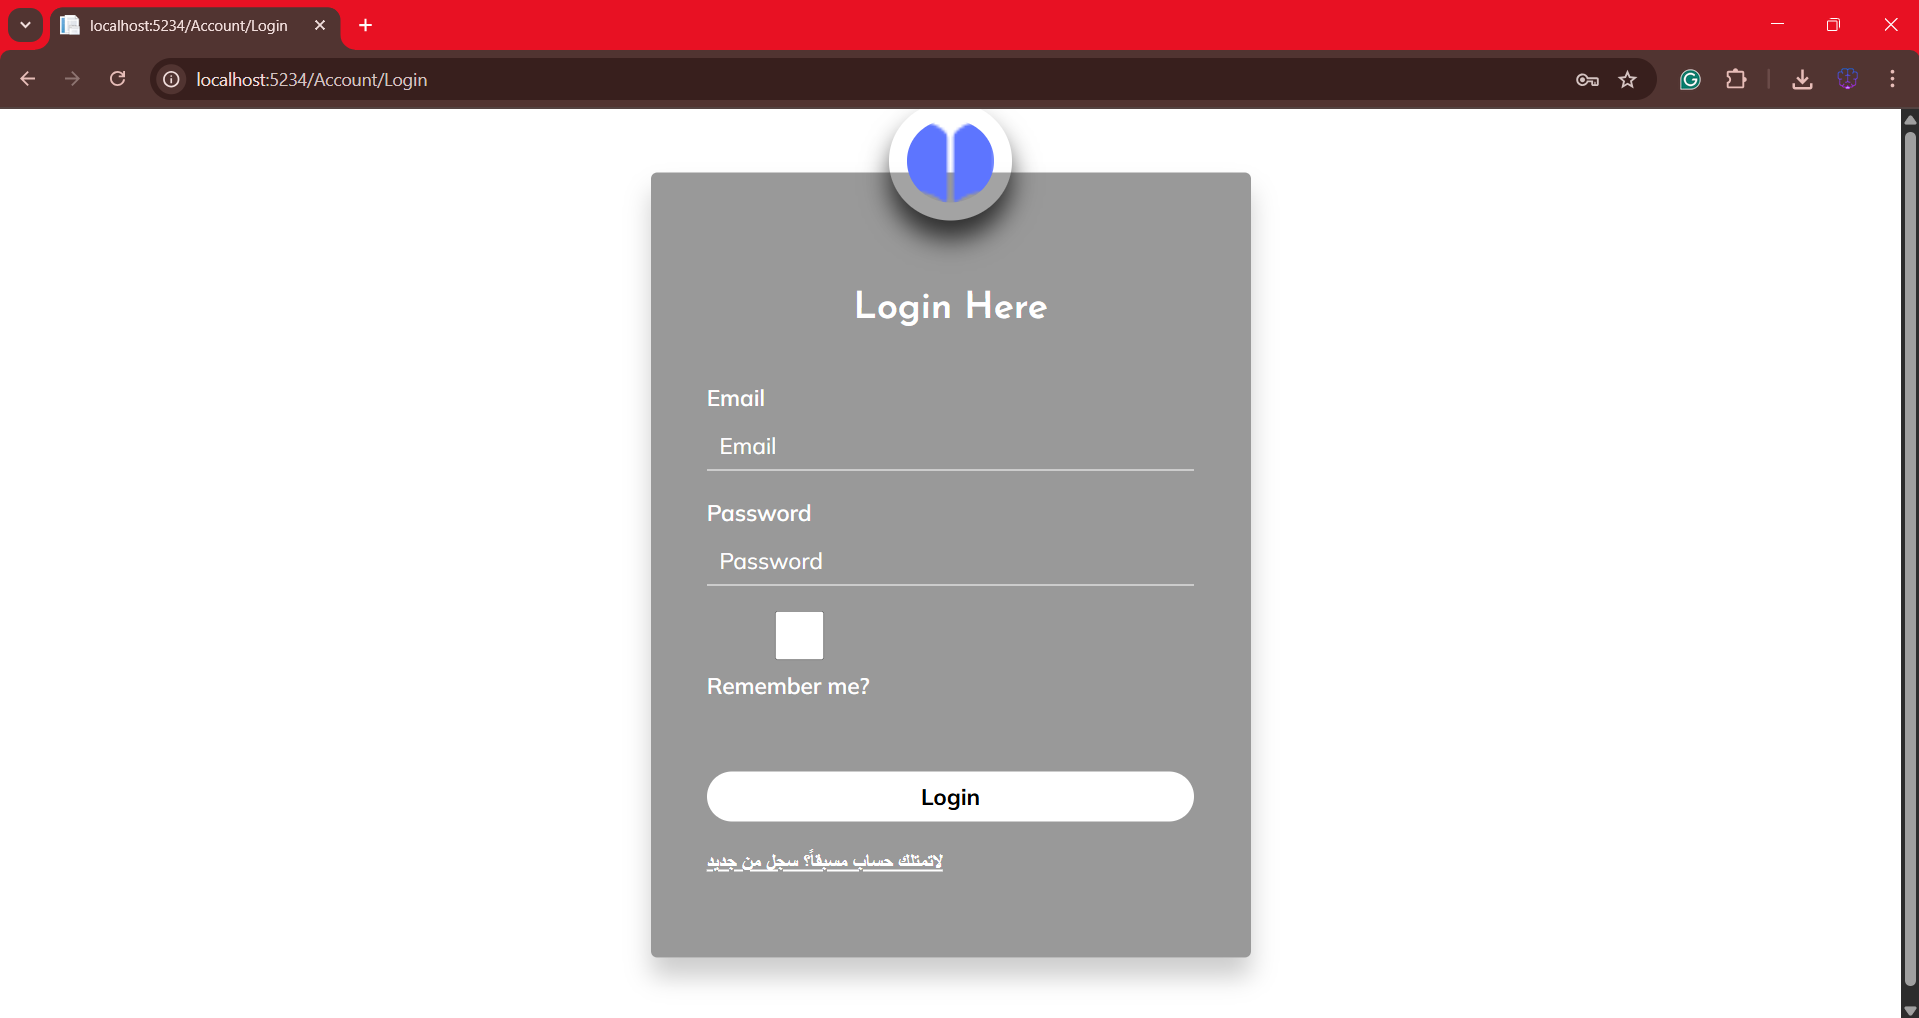 localhost:5234/Account/Login
localhost:5234/Account/Login
Login Here
Email
Email
Password
Password
Remember me?
Login
لاتمتلك حساب مسبقاً؟ سجل من جديد